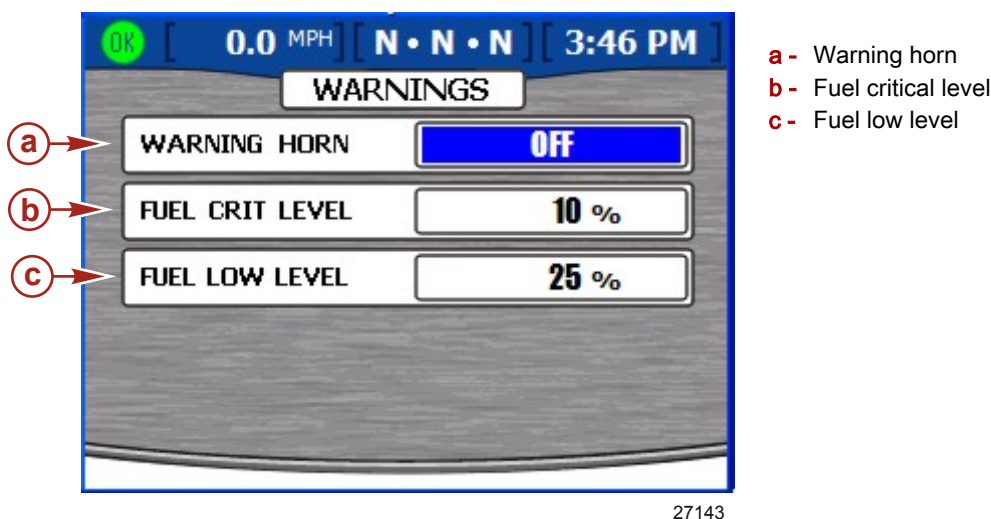 OK [ 0.0 MPH ] [ N • N • N ] [ 3:46 PM ]
WARNINGS
a WARNING HORN OFF
b FUEL CRIT LEVEL 10 %
c FUEL LOW LEVEL 25 %
a - Warning horn
b - Fuel critical level
c - Fuel low level
27143